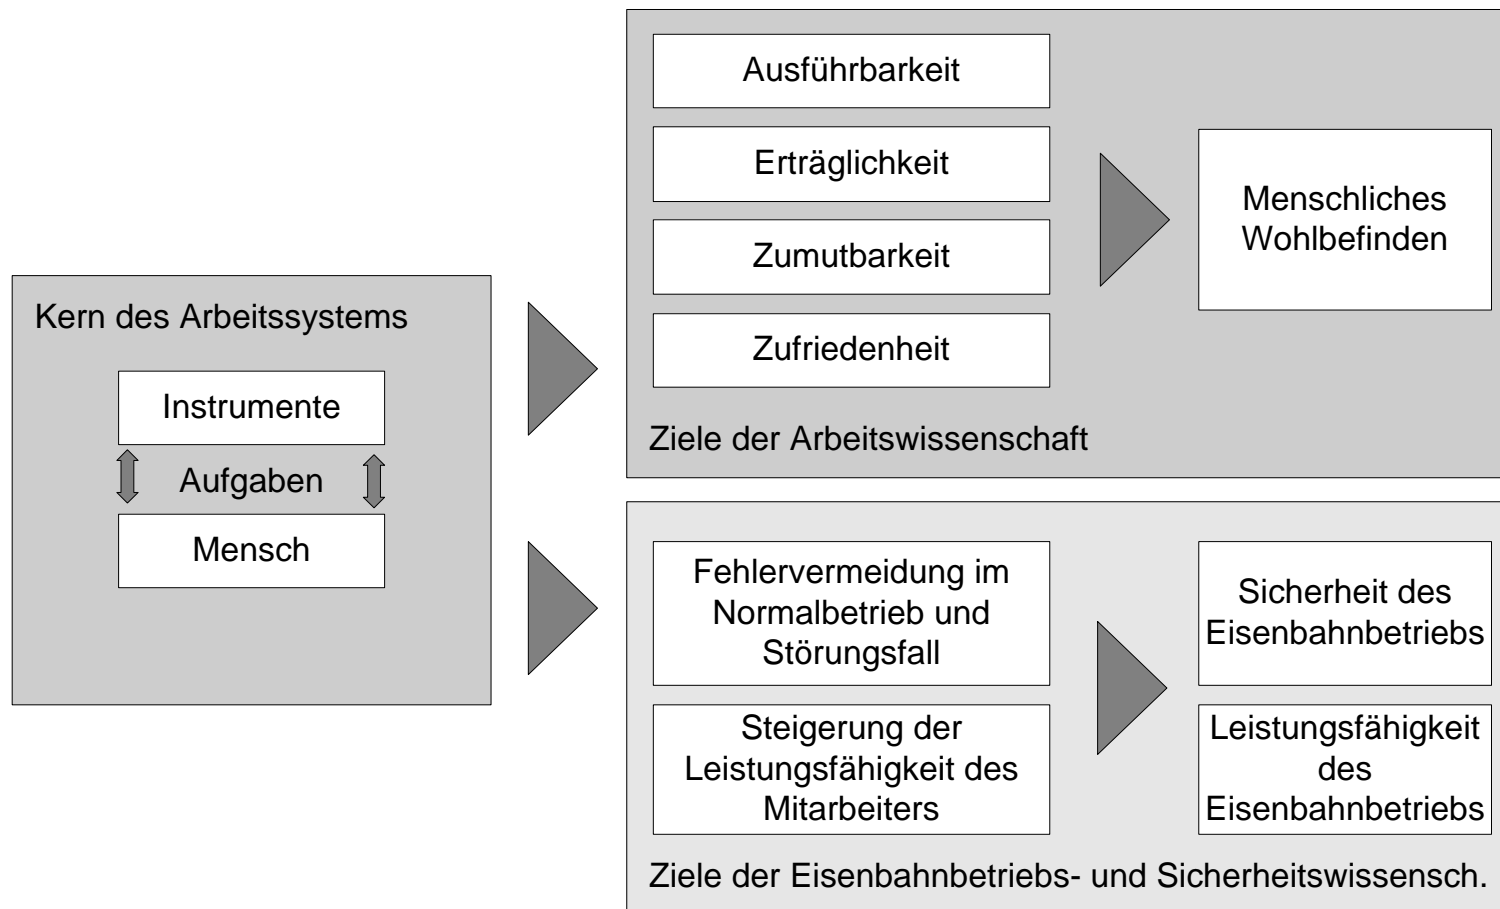 Kern des Arbeitssystems
Instrumente
Aufgaben
Mensch
Ausführbarkeit
Erträglichkeit
Zumutbarkeit
Zufriedenheit
Menschliches
Wohlbefinden
Ziele der Arbeitswissenschaft
Fehlervermeidung im
Normalbetrieb und
Störungsfall
Steigerung der
Leistungsfähigkeit des
Mitarbeiters
Sicherheit des
Eisenbahnbetriebs
Leistungsfähigkeit
des
Eisenbahnbetriebs
Ziele der Eisenbahnbetriebs- und Sicherheitswissensch.